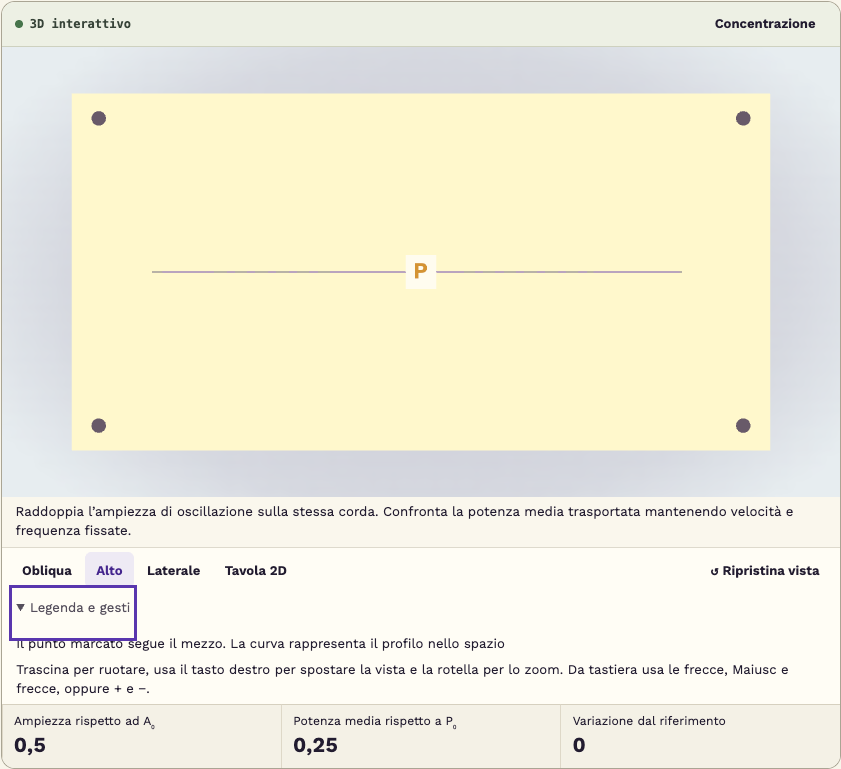 3D interattivo
Concentrazione
P
Raddoppia l’ampiezza di oscillazione sulla stessa corda. Confronta la potenza media trasportata mantenendo velocità e
frequenza fissate.
Obliqua Alto Laterale Tavola 2D
↺ Ripristina vista
▼ Legenda e gesti
Il punto marcato segue il mezzo. La curva rappresenta il profilo nello spazio
Trascina per ruotare, usa il tasto destro per spostare la vista e la rotella per lo zoom. Da tastiera usa le frecce, Maiusc e
frecce, oppure + e −.
Ampiezza rispetto ad A₀
0,5
Potenza media rispetto a P₀
0,25
Variazione dal riferimento
0